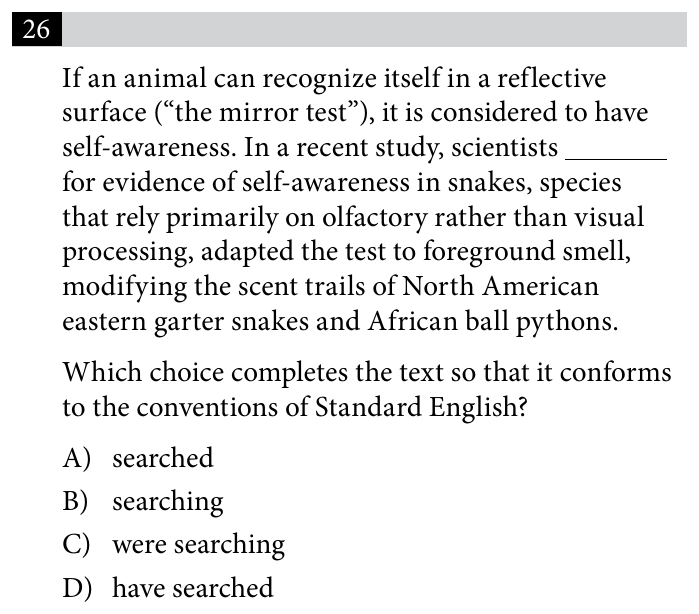 26
If an animal can recognize itself in a reflective
surface (“the mirror test”), it is considered to have
self-awareness. In a recent study, scientists ________
for evidence of self-awareness in snakes, species
that rely primarily on olfactory rather than visual
processing, adapted the test to foreground smell,
modifying the scent trails of North American
eastern garter snakes and African ball pythons.
Which choice completes the text so that it conforms
to the conventions of Standard English?
A) searched
B) searching
C) were searching
D) have searched